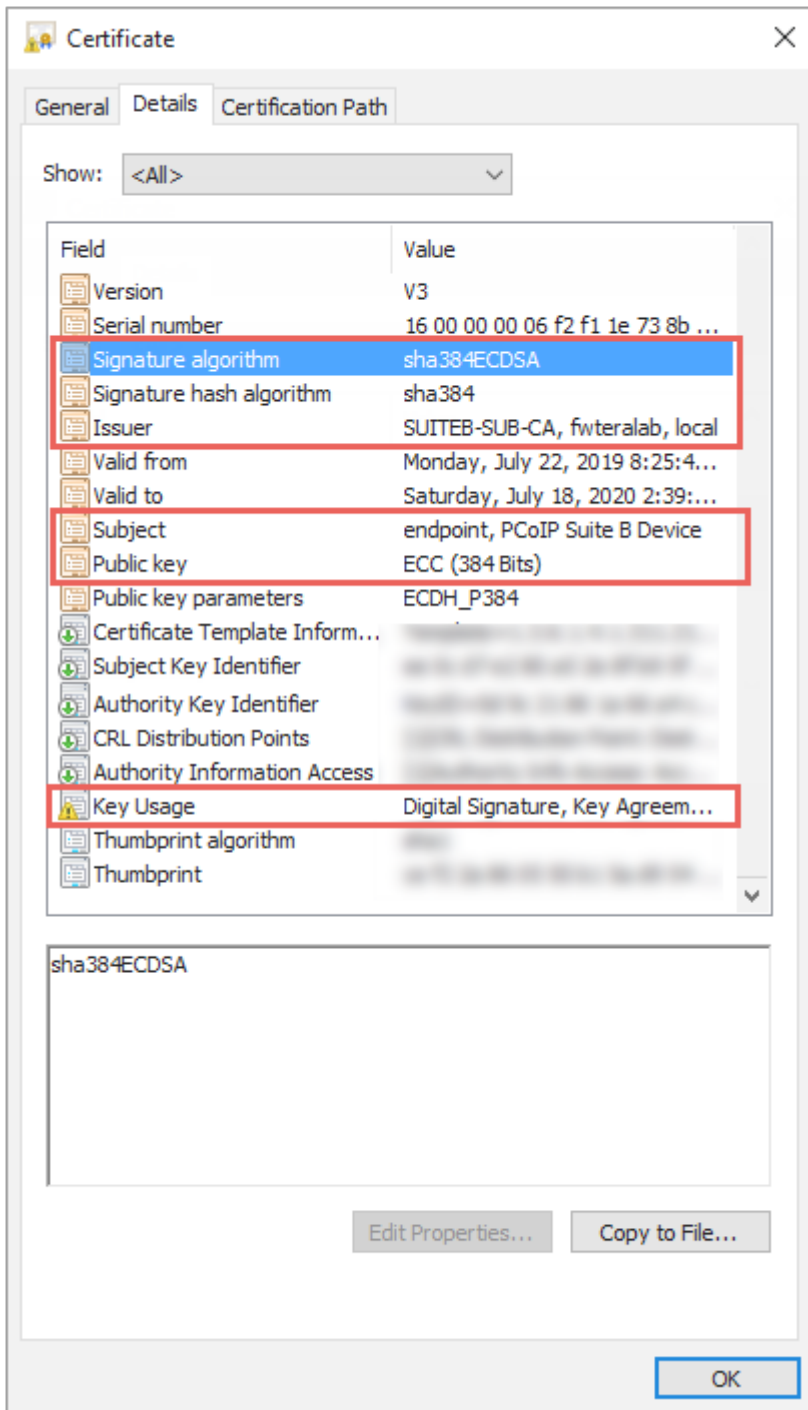 Certificate
General Details Certification Path
Show: <All>
Field Value
Version V3
Serial number 16 00 00 00 06 f2 f1 1e 73 8b ...
Signature algorithm sha384ECDSA
Signature hash algorithm sha384
Issuer SUITEB-SUB-CA, fwteralab, local
Valid from Monday, July 22, 2019 8:25:4...
Valid to Saturday, July 18, 2020 2:39:...
Subject endpoint, PCoIP Suite B Device
Public key ECC (384 Bits)
Public key parameters ECDH_P384
Certificate Template Inform...
Subject Key Identifier
Authority Key Identifier
CRL Distribution Points
Authority Information Access
Key Usage Digital Signature, Key Agreem...
Thumbprint algorithm
Thumbprint
sha384ECDSA
Edit Properties... Copy to File...
OK